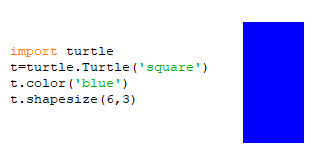 import turtle
t=turtle.Turtle('square')
t.color('blue')
t.shapesize(6,3)